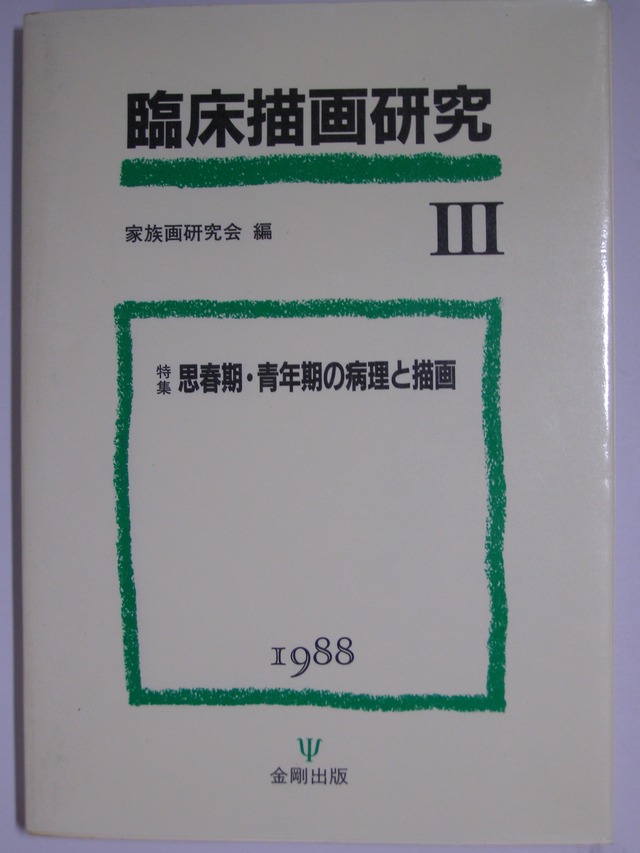 臨床描画研究
家族画研究会 編
III
特集 思春期・青年期の病理と描画
1988
Ψ
金剛出版